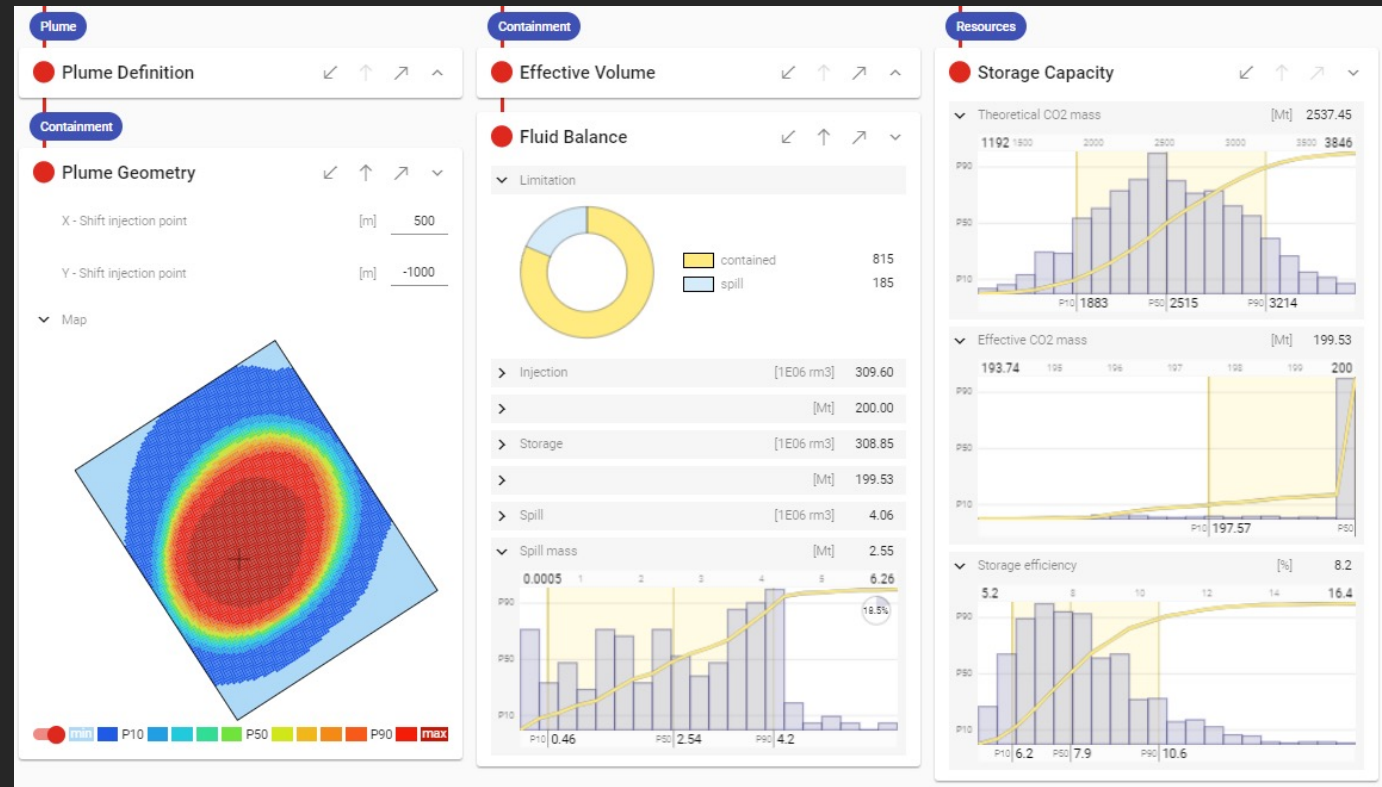 Plume
Plume Definition
Containment
Plume Geometry
X - Shift injection point [m] 500
Y - Shift injection point [m] -1000
Map
min P10 P50 P90 max
Containment
Effective Volume
Fluid Balance
Limitation
contained 815
spill 185
Injection [1E06 rm3] 309.60
[Mt] 200.00
Storage [1E06 rm3] 308.85
[Mt] 199.53
Spill [1E06 rm3] 4.06
Spill mass [Mt] 2.55
0.0005 1 2 3 4 5 6.26
P90
18.5%
P50
P10
P10 0.46 P50 2.54 P90 4.2
Resources
Storage Capacity
Theoretical CO2 mass [Mt] 2537.45
1192 1500 2000 2500 3000 3500 3846
P90
P50
P10
P10 1883 P50 2515 P90 3214
Effective CO2 mass [Mt] 199.53
193.74 195 196 197 198 199 200
P90
P50
P10
P10 197.57 P50
Storage efficiency [%] 8.2
5.2 8 10 12 14 16.4
P90
P50
P10
P10 6.2 P50 7.9 P90 10.6